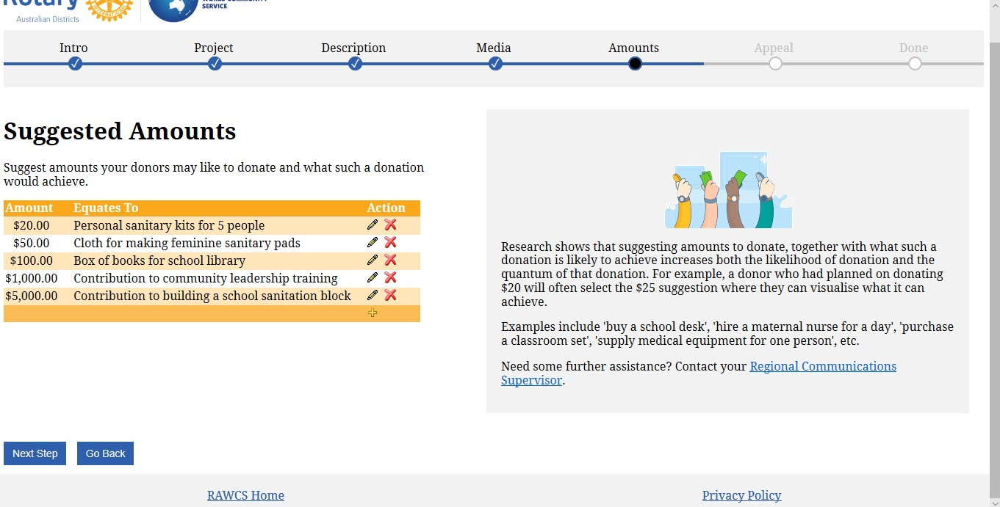 Rotary
Australian Districts
SERVICE
Intro Project Description Media Amounts Appeal Done
Suggested Amounts
Suggest amounts your donors may like to donate and what such a donation
would achieve.
Amount Equates To Action
$20.00 Personal sanitary kits for 5 people
$50.00 Cloth for making feminine sanitary pads
$100.00 Box of books for school library
$1,000.00 Contribution to community leadership training
$5,000.00 Contribution to building a school sanitation block
Research shows that suggesting amounts to donate, together with what such a
donation is likely to achieve increases both the likelihood of donation and the
quantum of that donation. For example, a donor who had planned on donating
$20 will often select the $25 suggestion where they can visualise what it can
achieve.
Examples include 'buy a school desk', 'hire a maternal nurse for a day', 'purchase
a classroom set', 'supply medical equipment for one person', etc.
Need some further assistance? Contact your Regional Communications
Supervisor.
Next Step Go Back
RAWCS Home Privacy Policy